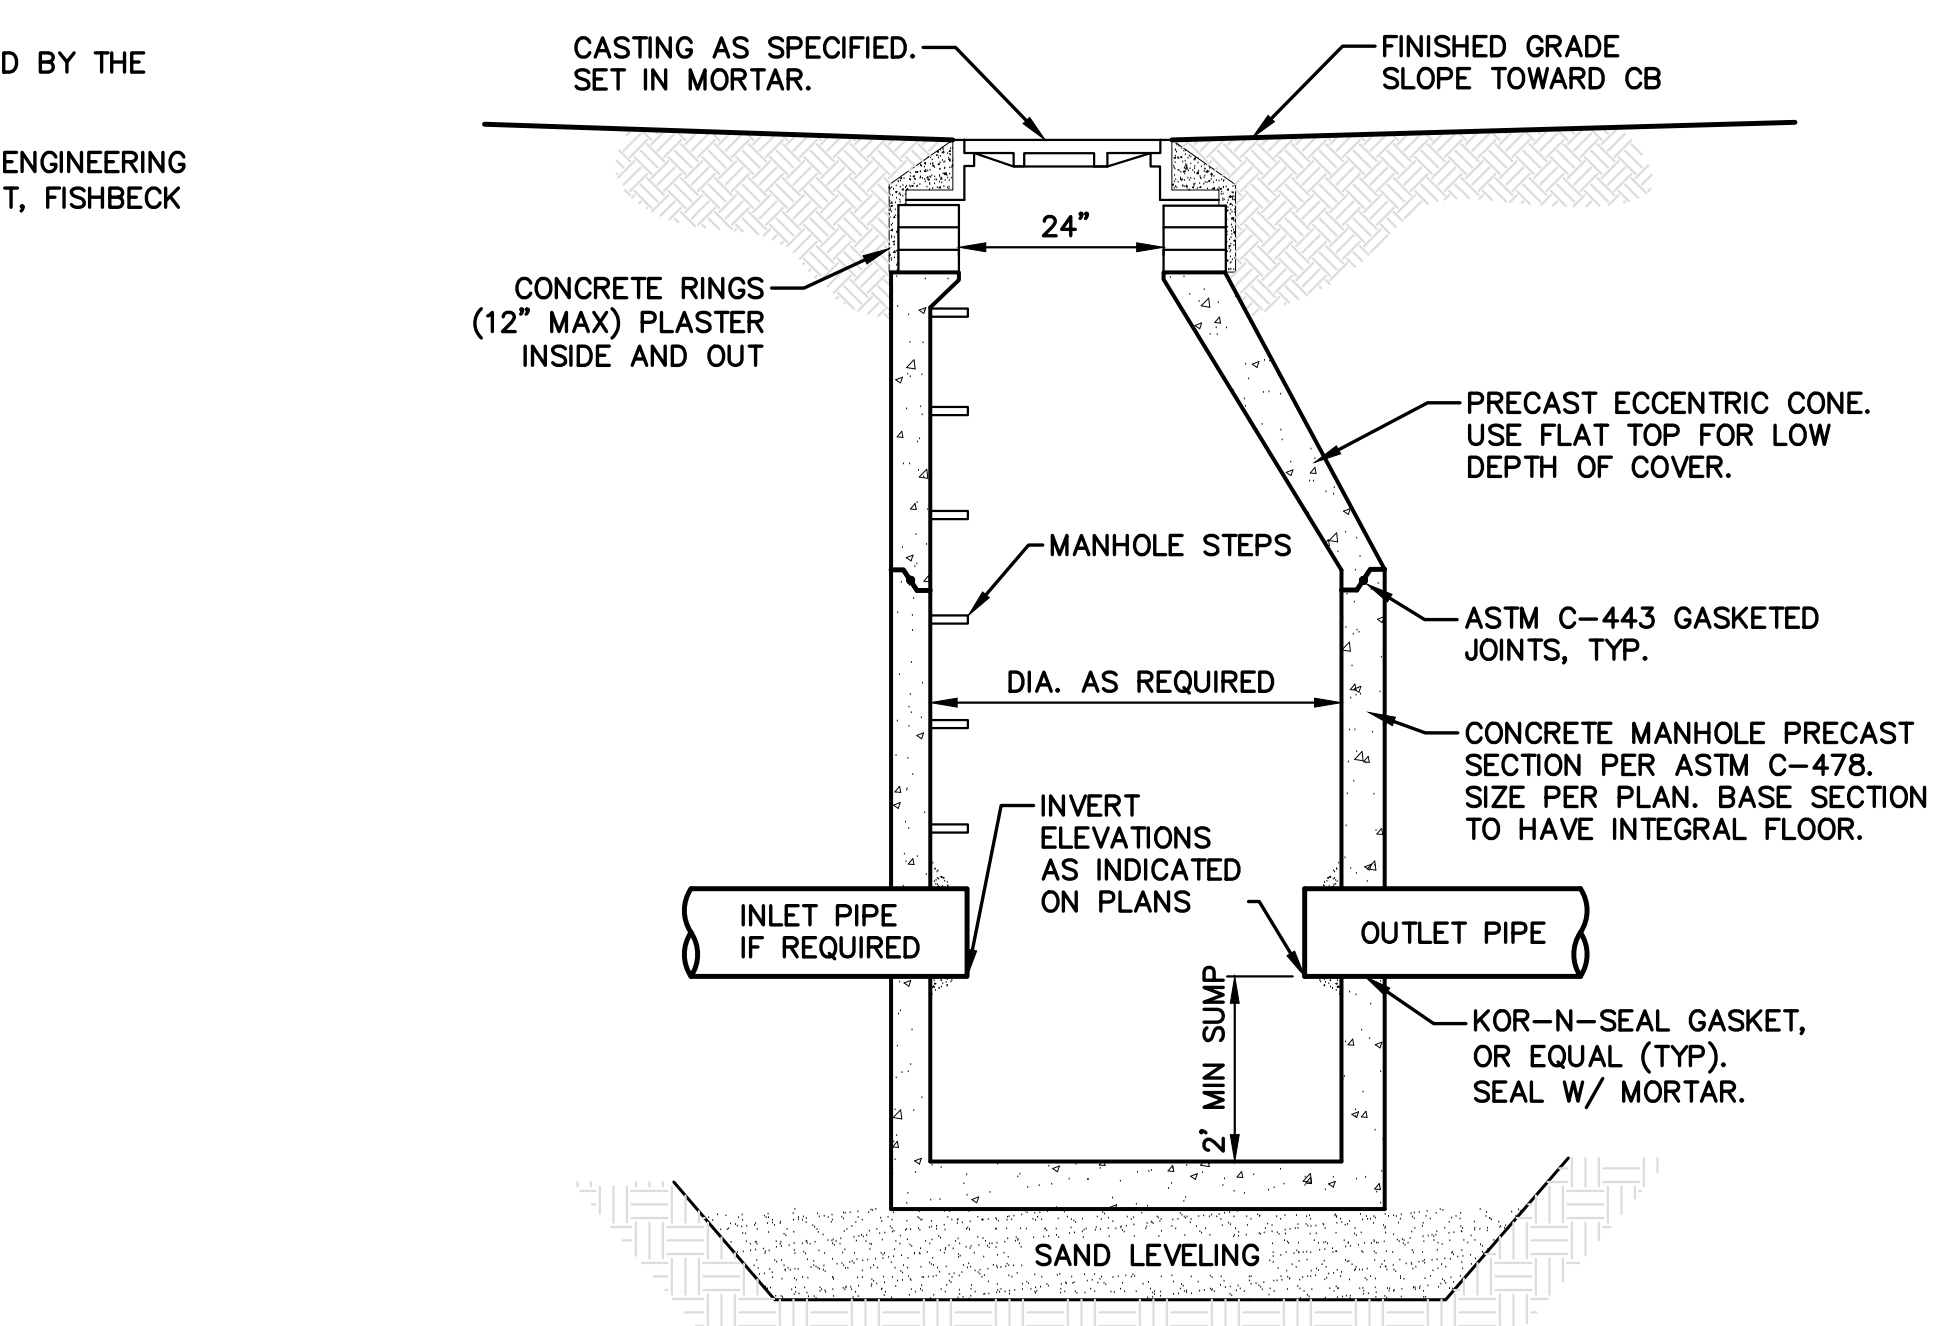 D BY THE
ENGINEERING
T, FISHBECK
CASTING AS SPECIFIED.
SET IN MORTAR.
FINISHED GRADE
SLOPE TOWARD CB
24”
CONCRETE RINGS
(12” MAX) PLASTER
INSIDE AND OUT
PRECAST ECCENTRIC CONE.
USE FLAT TOP FOR LOW
DEPTH OF COVER.
MANHOLE STEPS
ASTM C-443 GASKETED
JOINTS, TYP.
DIA. AS REQUIRED
CONCRETE MANHOLE PRECAST
SECTION PER ASTM C-478.
SIZE PER PLAN. BASE SECTION
TO HAVE INTEGRAL FLOOR.
INVERT
ELEVATIONS
AS INDICATED
ON PLANS
INLET PIPE
IF REQUIRED
OUTLET PIPE
2’ MIN SUMP
KOR-N-SEAL GASKET,
OR EQUAL (TYP).
SEAL W/ MORTAR.
SAND LEVELING